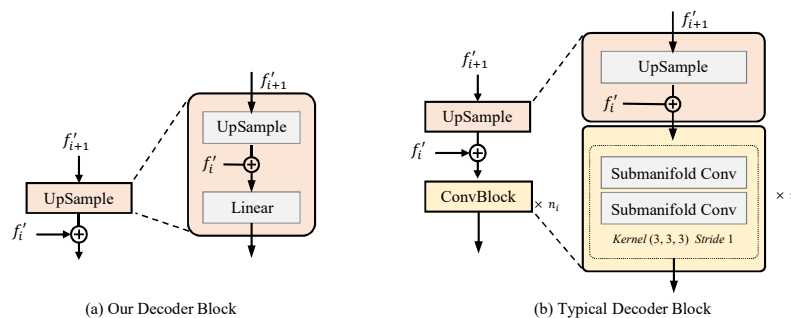 f′ᵢ₊₁
UpSample
f′ᵢ
f′ᵢ₊₁
UpSample
f′ᵢ
Linear
(a) Our Decoder Block
f′ᵢ₊₁
UpSample
f′ᵢ
ConvBlock
× nᵢ
f′ᵢ₊₁
UpSample
f′ᵢ
Submanifold Conv
Submanifold Conv
Kernel (3, 3, 3) Stride 1
×
(b) Typical Decoder Block